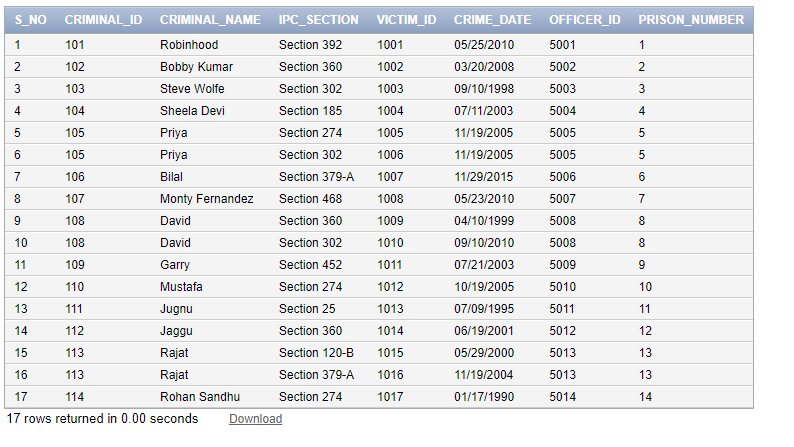 S_NO CRIMINAL_ID CRIMINAL_NAME IPC_SECTION VICTIM_ID CRIME_DATE OFFICER_ID PRISON_NUMBER
1 101 Robinhood Section 392 1001 05/25/2010 5001 1
2 102 Bobby Kumar Section 360 1002 03/20/2008 5002 2
3 103 Steve Wolfe Section 302 1003 09/10/1998 5003 3
4 104 Sheela Devi Section 185 1004 07/11/2003 5004 4
5 105 Priya Section 274 1005 11/19/2005 5005 5
6 105 Priya Section 302 1006 11/19/2005 5005 5
7 106 Bilal Section 379-A 1007 11/29/2015 5006 6
8 107 Monty Fernandez Section 468 1008 05/23/2010 5007 7
9 108 David Section 360 1009 04/10/1999 5008 8
10 108 David Section 302 1010 09/10/2010 5008 8
11 109 Garry Section 452 1011 07/21/2003 5009 9
12 110 Mustafa Section 274 1012 10/19/2005 5010 10
13 111 Jugnu Section 25 1013 07/09/1995 5011 11
14 112 Jaggu Section 360 1014 06/19/2001 5012 12
15 113 Rajat Section 120-B 1015 05/29/2000 5013 13
16 113 Rajat Section 379-A 1016 11/19/2004 5013 13
17 114 Rohan Sandhu Section 274 1017 01/17/1990 5014 14
17 rows returned in 0.00 seconds Download